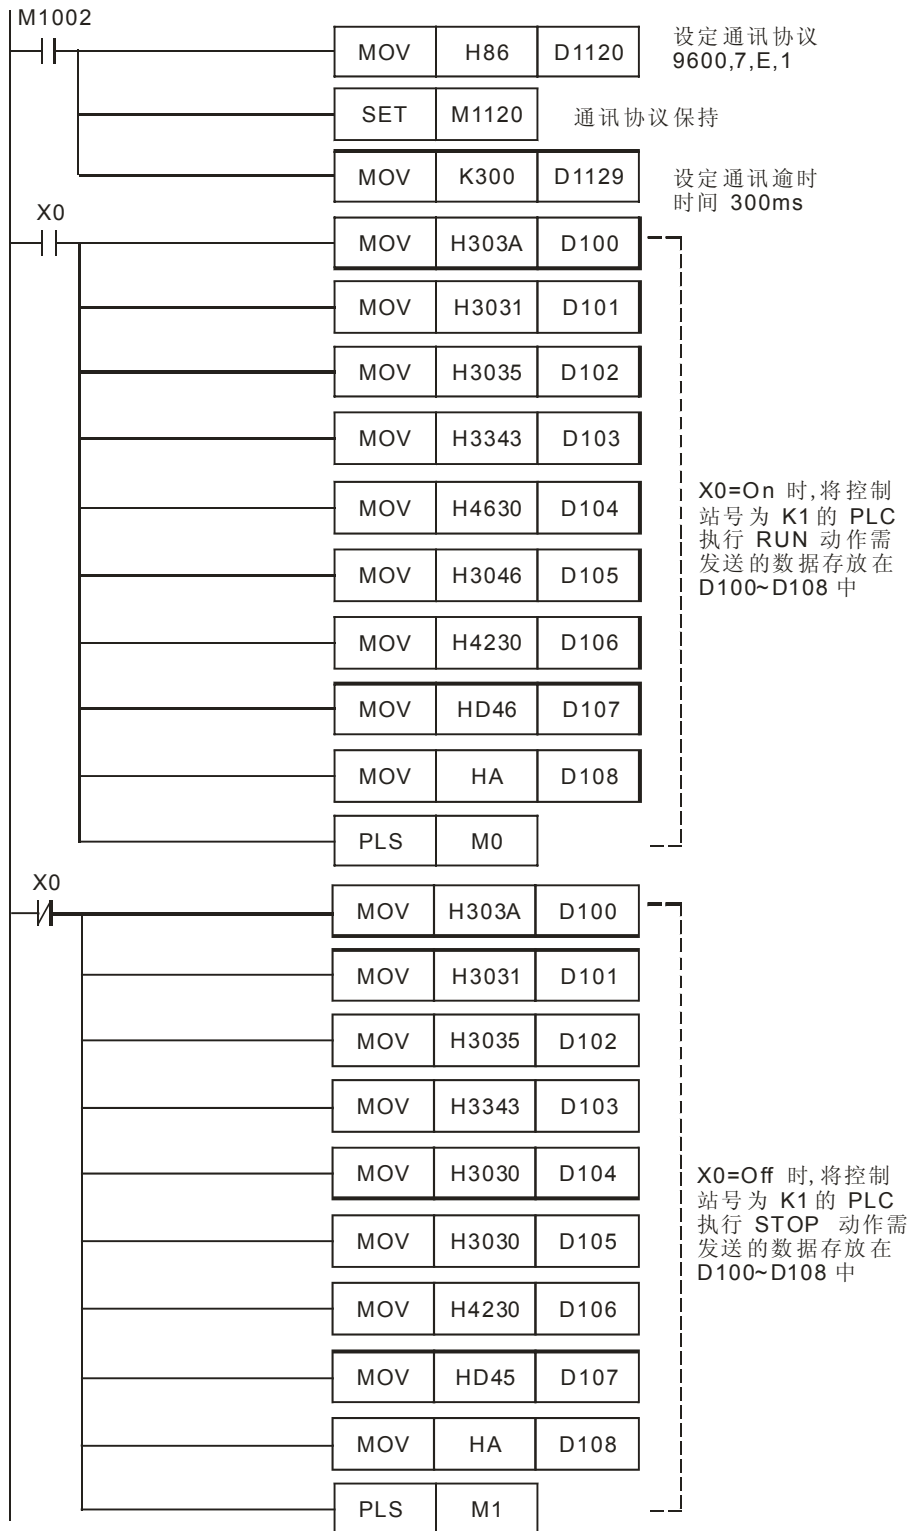 M1002
MOV H86 D1120
设定通讯协议
9600,7,E,1
SET M1120
通讯协议保持
MOV K300 D1129
设定通讯逾时
时间 300ms
X0
MOV H303A D100
MOV H3031 D101
MOV H3035 D102
MOV H3343 D103
MOV H4630 D104
MOV H3046 D105
MOV H4230 D106
MOV HD46 D107
MOV HA D108
PLS M0
X0=On 时,将控制
站号为 K1的 PLC
执行 RUN 动作需
发送的数据存放在
D100~D108 中
X0
MOV H303A D100
MOV H3031 D101
MOV H3035 D102
MOV H3343 D103
MOV H3030 D104
MOV H3030 D105
MOV H4230 D106
MOV HD45 D107
MOV HA D108
PLS M1
X0=Off 时,将控制
站号为 K1的 PLC
执行 STOP 动作需
发送的数据存放在
D100~D108 中